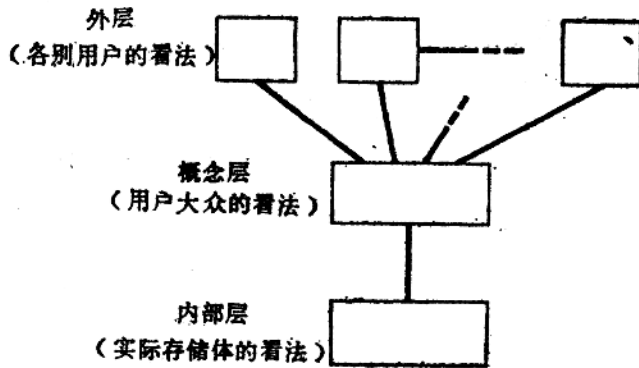 外层
（各别用户的看法）
概念层
（用户大众的看法）
内部层
（实际存储体的看法）